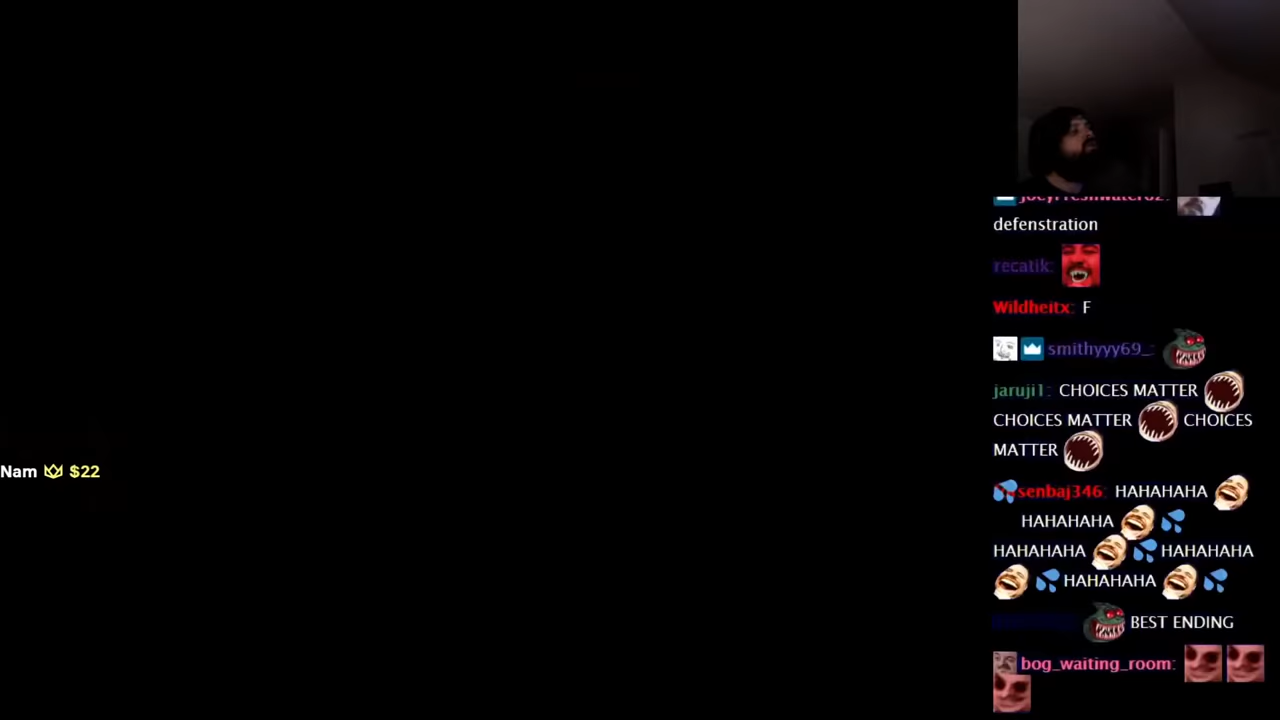 defenstration
recatik:
Wildheitx: F
smithyyy69_:
jaruji1: CHOICES MATTER
CHOICES MATTER CHOICES
MATTER
Nam $22
senbaj346: HAHAHAHA
HAHAHAHA
HAHAHAHA HAHAHAHA
HAHAHAHA
BEST ENDING
bog_waiting_room: